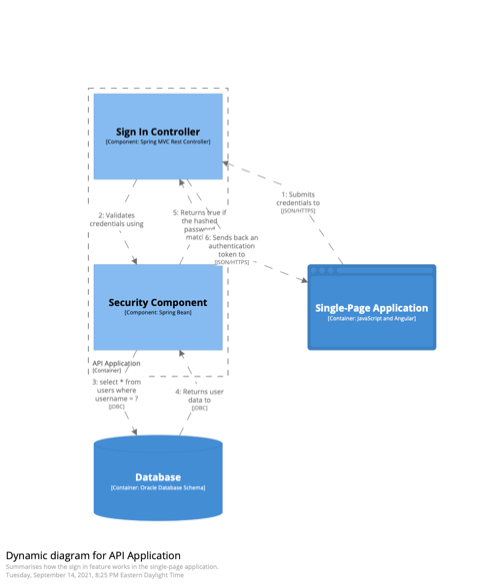 Sign In Controller
[Component: Spring MVC Rest Controller]
1: Submits
credentials to
[JSON/HTTPS]
2: Validates
credentials using
5: Returns true if
the hashed
password
6: Sends back an
authentication
token to
[JSON/HTTPS]
Security Component
[Component: Spring Bean]
Single-Page Application
[Container: JavaScript and Angular]
API Application
[Container]
3: select * from
users where
username = ?
[JDBC]
4: Returns user
data to
[JDBC]
Database
[Container: Oracle Database Schema]
Dynamic diagram for API Application
Summarises how the sign in feature works in the single-page application.
Tuesday, September 14, 2021, 8:25 PM Eastern Daylight Time